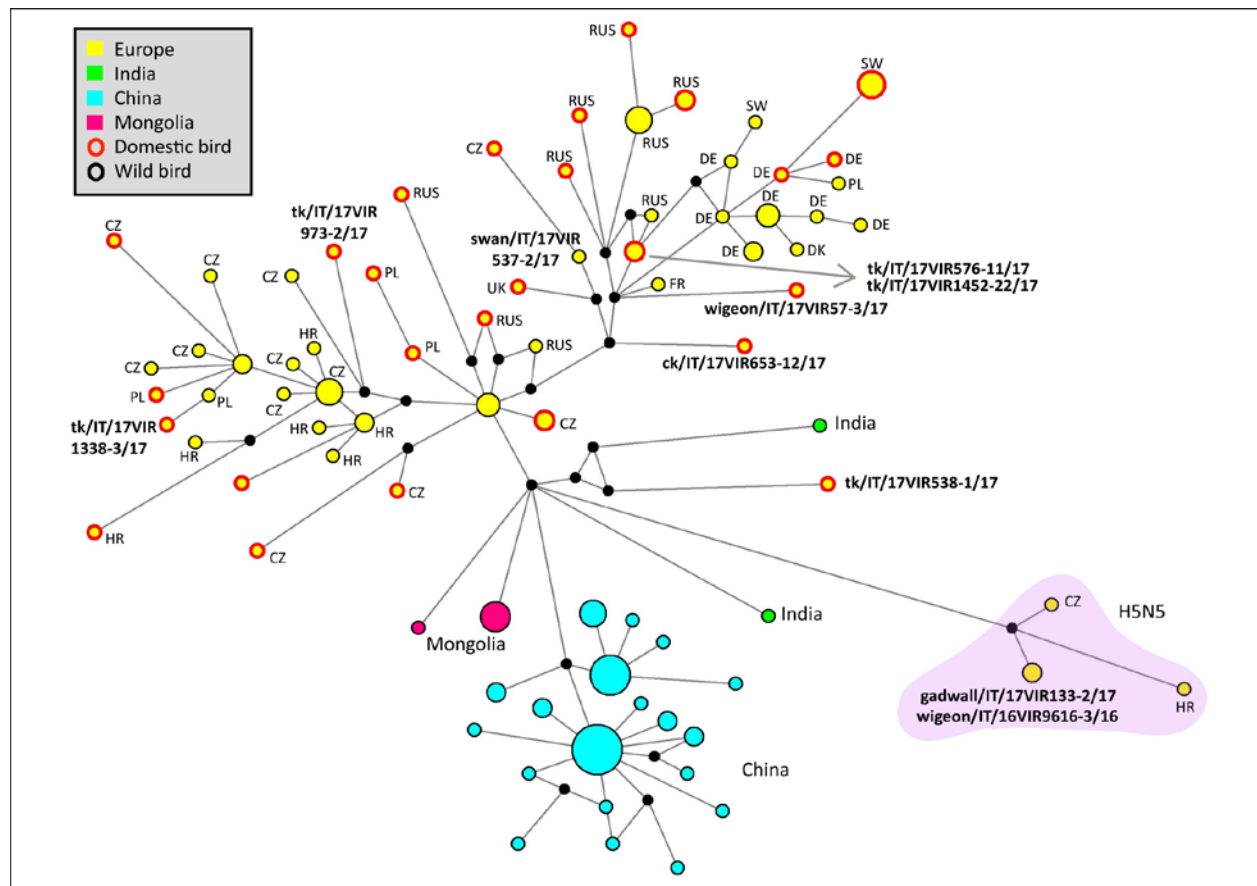 Europe
India
China
Mongolia
Domestic bird
Wild bird
RUS
SW
RUS
RUS
SW
RUS
CZ
RUS
DE
DE
DE
PL
RUS
DE
DE
RUS
DE
DE
DK
DE
tk/IT/17VIR
973-2/17
CZ
swan/IT/17VIR
537-2/17
tk/IT/17VIR576-11/17
tk/IT/17VIR1452-22/17
CZ
CZ
PL
UK
FR
wigeon/IT/17VIR57-3/17
RUS
HR
RUS
CZ
CZ
CZ
PL
CZ
ck/IT/17VIR653-12/17
PL
PL
CZ
tk/IT/17VIR
1338-3/17
HR
HR
HR
CZ
India
HR
HR
CZ
tk/IT/17VIR538-1/17
CZ
Mongolia
India
CZ
H5N5
gadwall/IT/17VIR133-2/17
wigeon/IT/16VIR9616-3/16
HR
China